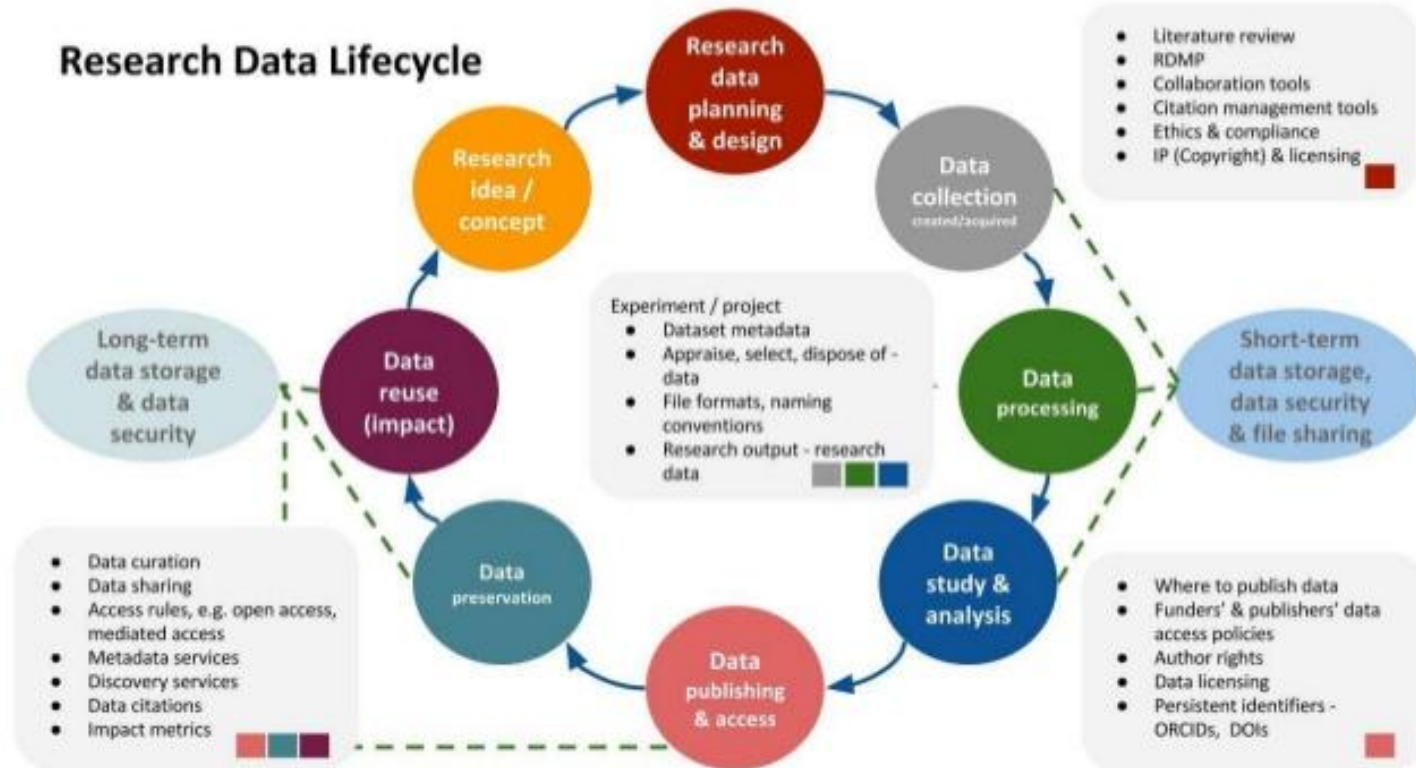 Research Data Lifecycle
Research
data
planning
& design
Data
collection
created/acquired
Data
processing
Data
study &
analysis
Data
publishing
& access
Data
preservation
Data
reuse
(impact)
Research
idea /
concept
● Literature review
● RDMP
● Collaboration tools
● Citation management tools
● Ethics & compliance
● IP (Copyright) & licensing
Experiment / project
● Dataset metadata
● Appraise, select, dispose of -
data
● File formats, naming
conventions
● Research output - research
data
Long-term
data storage
& data
security
Short-term
data storage,
data security
& file sharing
● Data curation
● Data sharing
● Access rules, e.g. open access,
mediated access
● Metadata services
● Discovery services
● Data citations
● Impact metrics
● Where to publish data
● Funders' & publishers' data
access policies
● Author rights
● Data licensing
● Persistent identifiers -
ORCIDs, DOIs